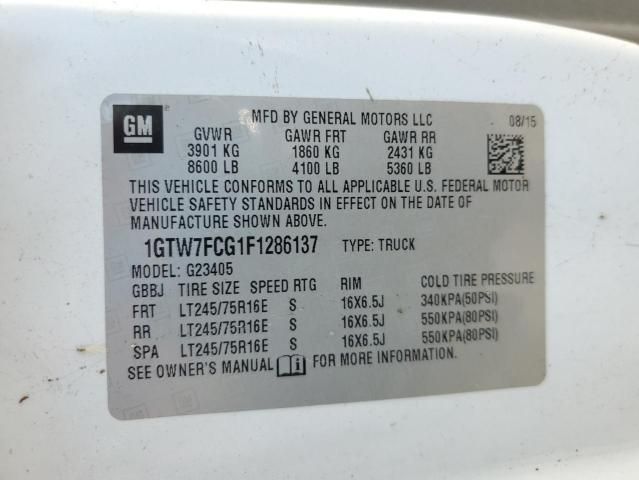 GM
MFD BY GENERAL MOTORS LLC 08/15
GVWR GAWR FRT GAWR RR
3901 KG 1860 KG 2431 KG
8600 LB 4100 LB 5360 LB
THIS VEHICLE CONFORMS TO ALL APPLICABLE U.S. FEDERAL MOTOR
VEHICLE SAFETY STANDARDS IN EFFECT ON THE DATE OF
MANUFACTURE SHOWN ABOVE.
1GTW7FCG1F1286137 TYPE: TRUCK
MODEL: G23405
GBBJ TIRE SIZE SPEED RTG RIM COLD TIRE PRESSURE
FRT LT245/75R16E S 16X6.5J 340KPA(50PSI)
RR LT245/75R16E S 16X6.5J 550KPA(80PSI)
SPA LT245/75R16E S 16X6.5J 550KPA(80PSI)
SEE OWNER'S MANUAL i FOR MORE INFORMATION.